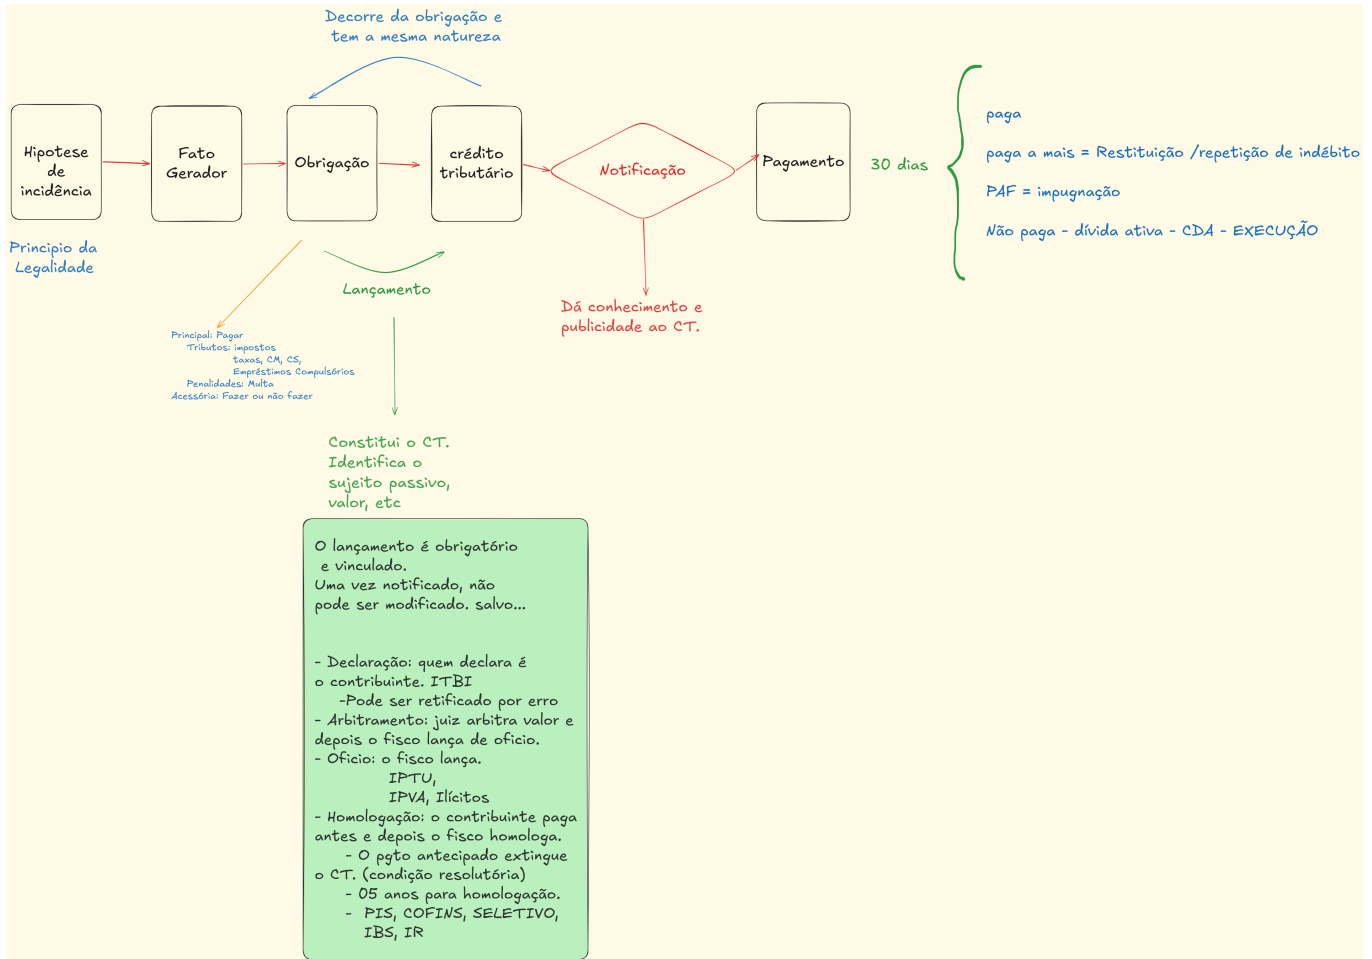 Decorre da obrigação e
tem a mesma natureza
Hipotese
de
incidência
Fato
Gerador
Obrigação
crédito
tributário
Notificação
Pagamento
30 dias
paga
paga a mais = Restituição /repetição de indébito
PAF = impugnação
Não paga - dívida ativa - CDA - EXECUÇÃO
Principio da
Legalidade
Lançamento
Dá conhecimento e
publicidade ao CT.
Principal: Pagar
Tributos: impostos
taxas, CM, CS,
Empréstimos Compulsórios
Penalidades: Multa
Acessória: Fazer ou não fazer
Constitui o CT.
Identifica o
sujeito passivo,
valor, etc
O lançamento é obrigatório
e vinculado.
Uma vez notificado, não
pode ser modificado. salvo...
- Declaração: quem declara é
o contribuinte. ITBI
-Pode ser retificado por erro
- Arbitramento: juiz arbitra valor e
depois o fisco lança de oficio.
- Oficio: o fisco lança.
IPTU,
IPVA, Ilícitos
- Homologação: o contribuinte paga
antes e depois o fisco homologa.
- O pgto antecipado extingue
o CT. (condição resolutória)
- 05 anos para homologação.
- PIS, COFINS, SELETIVO,
IBS, IR